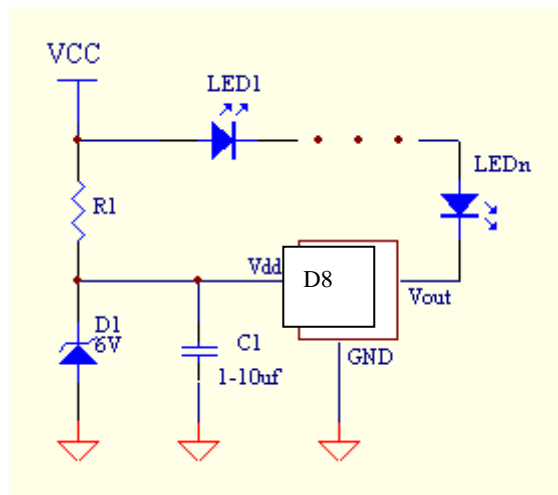 VCC
LED1
LEDn
R1
Vdd
D8
Vout
D1
6V
C1
1-10uf
GND